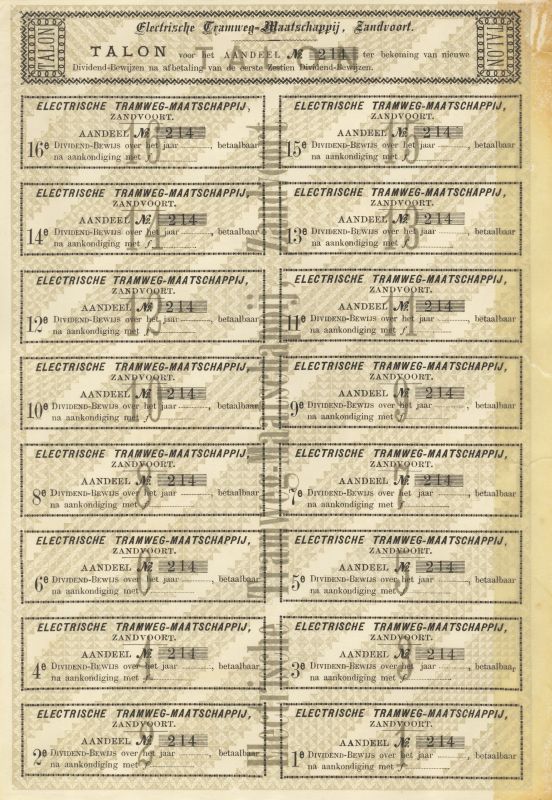 Electrische Tramweg-Maatschappij, Zandvoort.
TALON
TALON voor het AANDEEL № 214 ter bekoming van nieuwe
Dividend-Bewijzen na afbetaling van de eerste Zestien Dividend-Bewijzen.
TALON
ELECTRISCHE TRAMWEG-MAATSCHAPPIJ,
ZANDVOORT.
AANDEEL № 214
16e DIVIDEND-BEWIJS over het jaar , betaalbaar
na aankondiging met f
ELECTRISCHE TRAMWEG-MAATSCHAPPIJ,
ZANDVOORT.
AANDEEL № 214
15e DIVIDEND-BEWIJS over het jaar , betaalbaar
na aankondiging met f
ELECTRISCHE TRAMWEG-MAATSCHAPPIJ,
ZANDVOORT.
AANDEEL № 214
14e DIVIDEND-BEWIJS over het jaar , betaalbaar
na aankondiging met f
ELECTRISCHE TRAMWEG-MAATSCHAPPIJ,
ZANDVOORT.
AANDEEL № 214
13e DIVIDEND-BEWIJS over het jaar , betaalbaar
na aankondiging met f
ELECTRISCHE TRAMWEG-MAATSCHAPPIJ,
ZANDVOORT.
AANDEEL № 214
12e DIVIDEND-BEWIJS over het jaar , betaalbaar
na aankondiging met f
ELECTRISCHE TRAMWEG-MAATSCHAPPIJ,
ZANDVOORT.
AANDEEL № 214
11e DIVIDEND-BEWIJS over het jaar , betaalbaar
na aankondiging met f
ELECTRISCHE TRAMWEG-MAATSCHAPPIJ,
ZANDVOORT.
AANDEEL № 214
10e DIVIDEND-BEWIJS over het jaar , betaalbaar
na aankondiging met f
ELECTRISCHE TRAMWEG-MAATSCHAPPIJ,
ZANDVOORT.
AANDEEL № 214
9e DIVIDEND-BEWIJS over het jaar , betaalbaar
na aankondiging met f
ELECTRISCHE TRAMWEG-MAATSCHAPPIJ,
ZANDVOORT.
AANDEEL № 214
8e DIVIDEND-BEWIJS over het jaar , betaalbaar
na aankondiging met f
ELECTRISCHE TRAMWEG-MAATSCHAPPIJ,
ZANDVOORT.
AANDEEL № 214
7e DIVIDEND-BEWIJS over het jaar , betaalbaar
na aankondiging met f
ELECTRISCHE TRAMWEG-MAATSCHAPPIJ,
ZANDVOORT.
AANDEEL № 214
6e DIVIDEND-BEWIJS over het jaar , betaalbaar
na aankondiging met f
ELECTRISCHE TRAMWEG-MAATSCHAPPIJ,
ZANDVOORT.
AANDEEL № 214
5e DIVIDEND-BEWIJS over het jaar , betaalbaar
na aankondiging met f
ELECTRISCHE TRAMWEG-MAATSCHAPPIJ,
ZANDVOORT.
AANDEEL № 214
4e DIVIDEND-BEWIJS over het jaar , betaalbaar
na aankondiging met f
ELECTRISCHE TRAMWEG-MAATSCHAPPIJ,
ZANDVOORT.
AANDEEL № 214
3e DIVIDEND-BEWIJS over het jaar , betaalbaar
na aankondiging met f
ELECTRISCHE TRAMWEG-MAATSCHAPPIJ,
ZANDVOORT.
AANDEEL № 214
2e DIVIDEND-BEWIJS over het jaar , betaalbaar
na aankondiging met f
ELECTRISCHE TRAMWEG-MAATSCHAPPIJ,
ZANDVOORT.
AANDEEL № 214
1e DIVIDEND-BEWIJS over het jaar , betaalbaar
na aankondiging met f
Electrische Tramweg-Maatschappij, Zandvoort